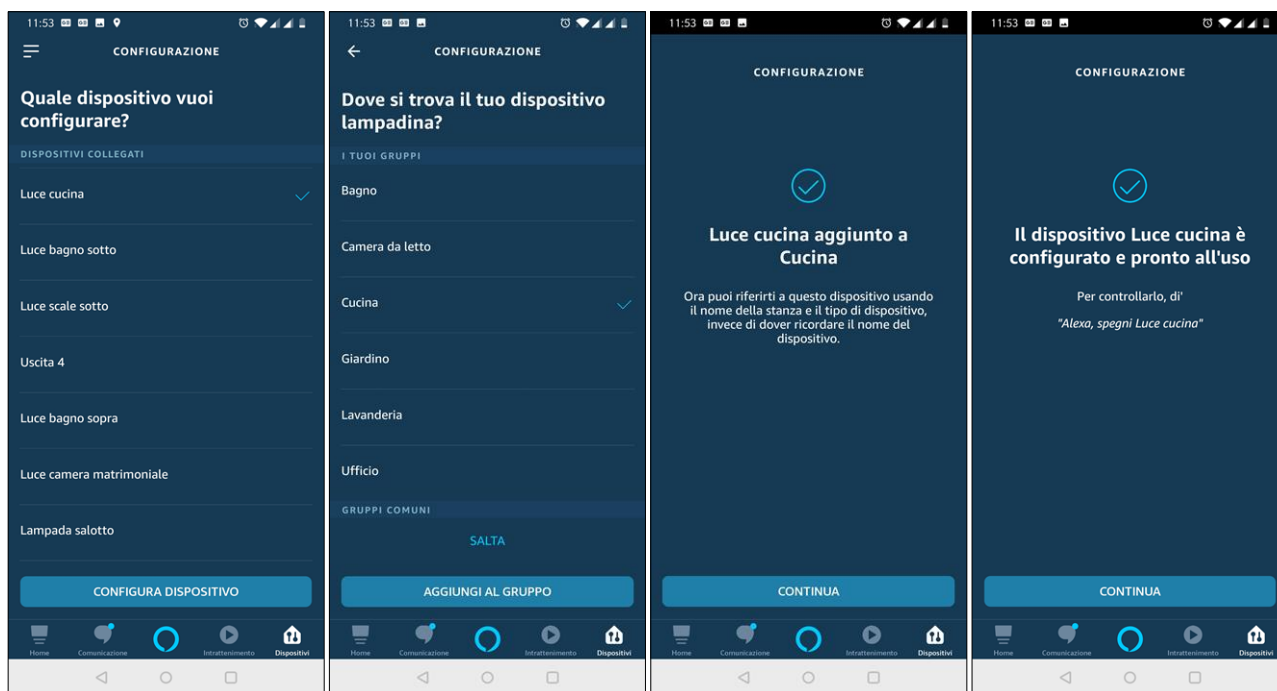 11:53
CONFIGURAZIONE
Quale dispositivo vuoi
configurare?
DISPOSITIVI COLLEGATI
Luce cucina
Luce bagno sotto
Luce scale sotto
Uscita 4
Luce bagno sopra
Luce camera matrimoniale
Lampada salotto
CONFIGURA DISPOSITIVO
Home Comunicazione Intrattenimento Dispositivi
11:53
CONFIGURAZIONE
Dove si trova il tuo dispositivo
lampadina?
I TUOI GRUPPI
Bagno
Camera da letto
Cucina
Giardino
Lavanderia
Ufficio
GRUPPI COMUNI
SALTA
AGGIUNGI AL GRUPPO
Home Comunicazione Intrattenimento Dispositivi
11:53
CONFIGURAZIONE
Luce cucina aggiunto a
Cucina
Ora puoi riferirti a questo dispositivo usando
il nome della stanza e il tipo di dispositivo,
invece di dover ricordare il nome del
dispositivo.
CONTINUA
Home Comunicazione Intrattenimento Dispositivi
11:53
CONFIGURAZIONE
Il dispositivo Luce cucina è
configurato e pronto all'uso
Per controllarlo, di'
"Alexa, spegni Luce cucina"
CONTINUA
Home Comunicazione Intrattenimento Dispositivi